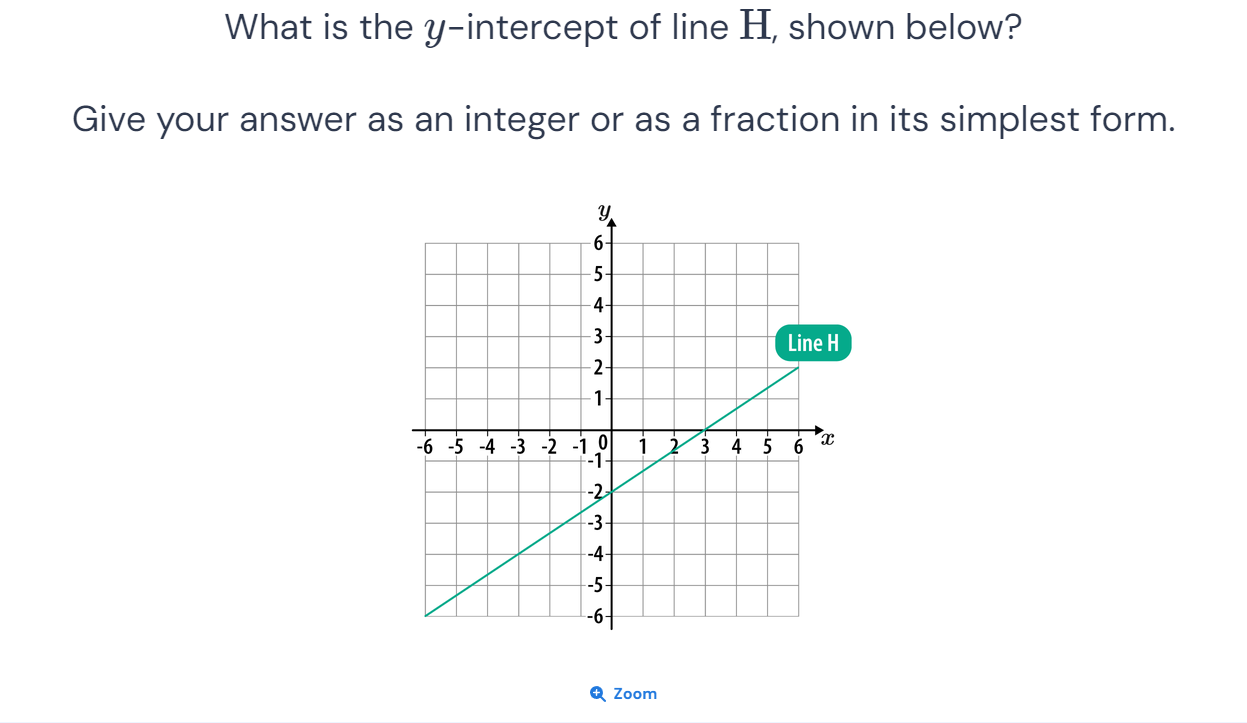 What is the y-intercept of line H, shown below?
Give your answer as an integer or as a fraction in its simplest form.
y
6
5
4
3
Line H
2
1
-6 -5 -4 -3 -2 -1 0 1 2 3 4 5 6 x
-1
-2
-3
-4
-5
-6
Zoom